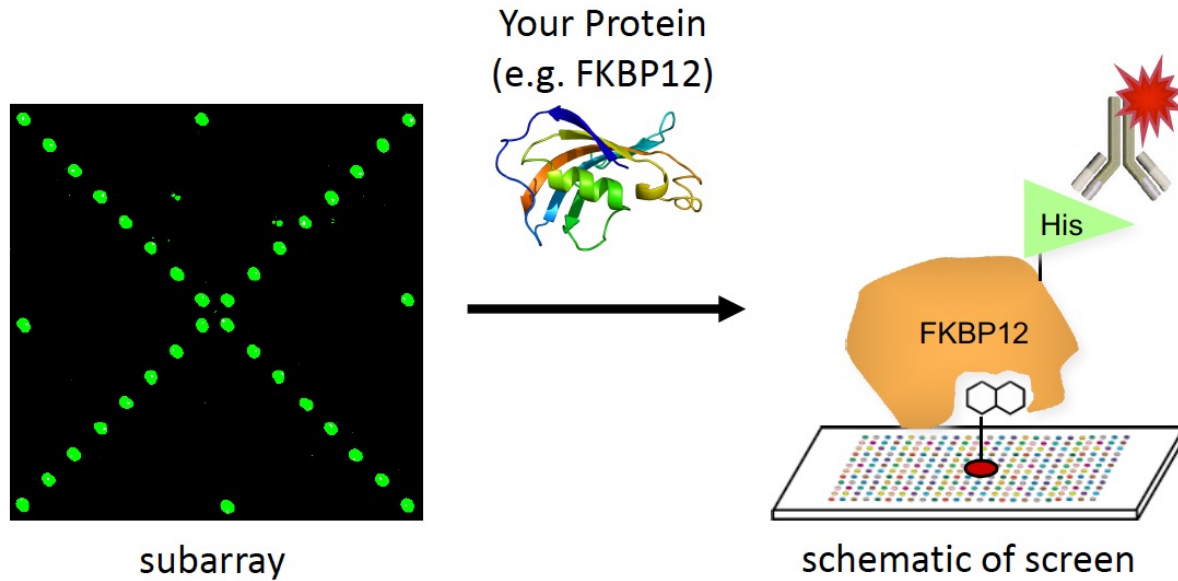 Your Protein
(e.g. FKBP12)
His
FKBP12
subarray
schematic of screen